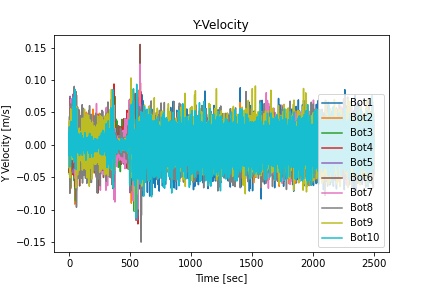 Y-Velocity
Y Velocity [m/s]
0.15
0.10
0.05
0.00
−0.05
−0.10
−0.15
Bot1
Bot2
Bot3
Bot4
Bot5
Bot6
Bot7
Bot8
Bot9
Bot10
0 500 1000 1500 2000 2500
Time [sec]